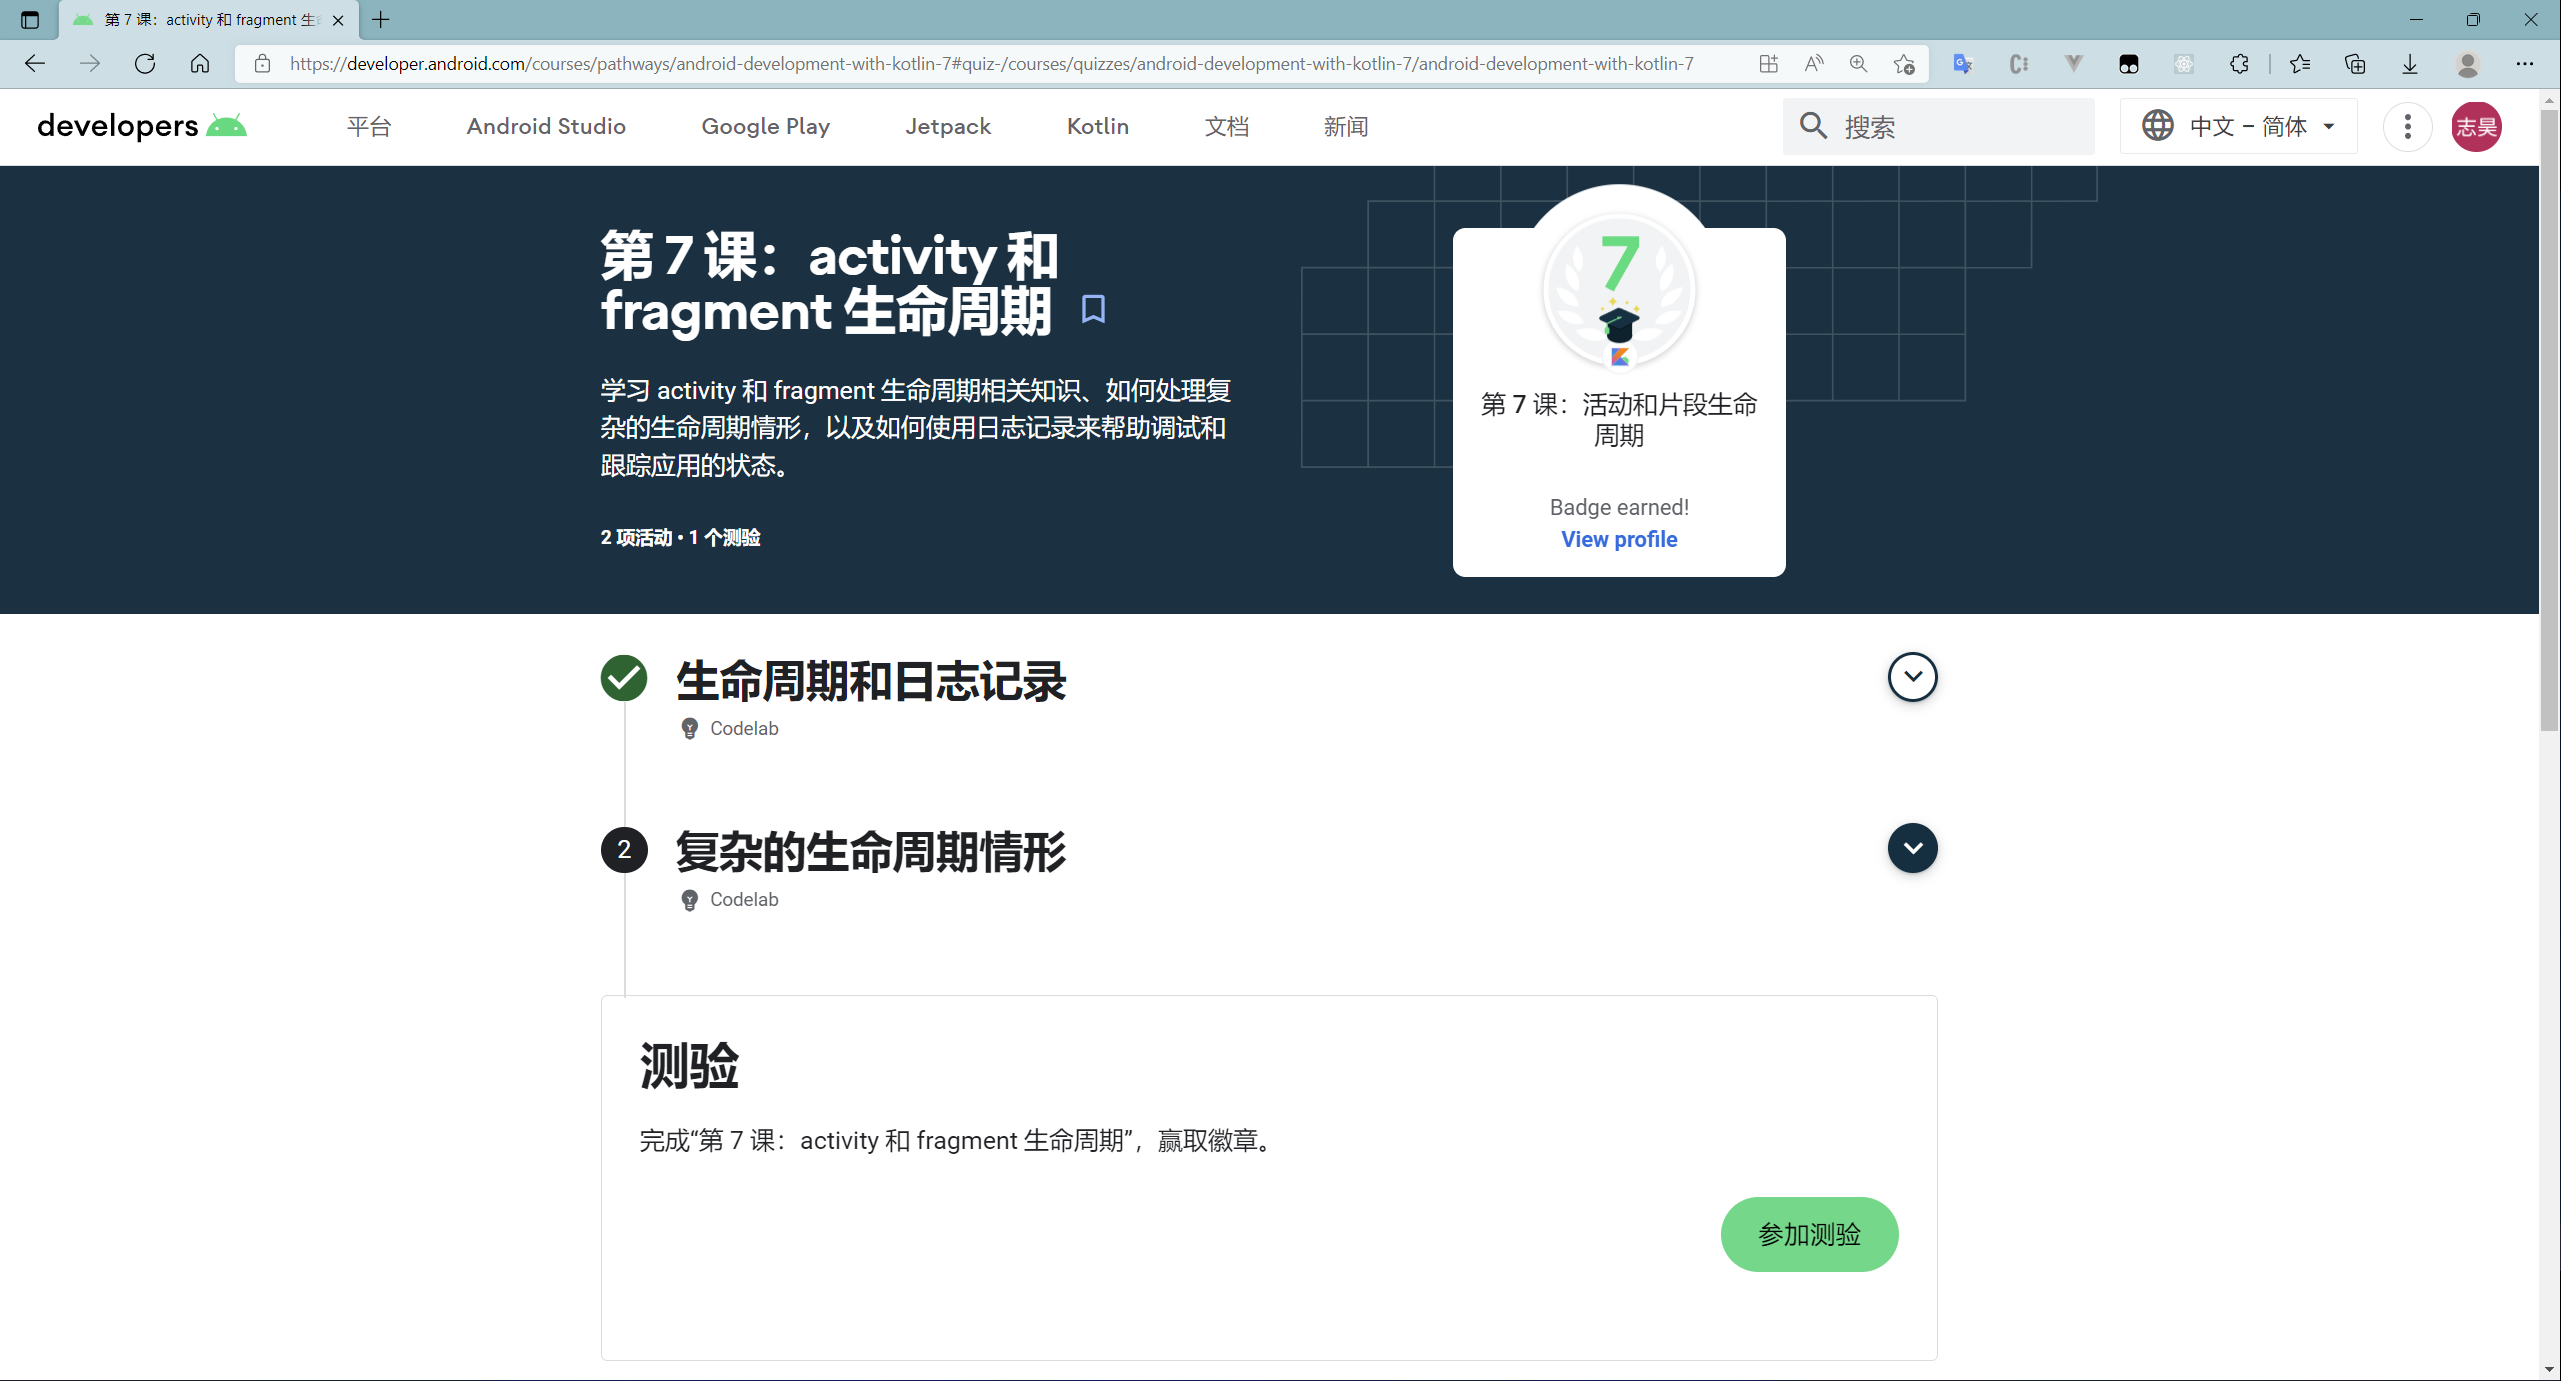 第 7 课：activity 和 fragment 生
https://developer.android.com/courses/pathways/android-development-with-kotlin-7#quiz-/courses/quizzes/android-development-with-kotlin-7/android-development-with-kotlin-7
developers
平台
Android Studio
Google Play
Jetpack
Kotlin
文档
新闻
搜索
中文 – 简体
志昊
第 7 课：activity 和
fragment 生命周期
学习 activity 和 fragment 生命周期相关知识、如何处理复
杂的生命周期情形，以及如何使用日志记录来帮助调试和
跟踪应用的状态。
2 项活动 • 1 个测验
7
第 7 课：活动和片段生命
周期
Badge earned!
View profile
生命周期和日志记录
Codelab
2
复杂的生命周期情形
Codelab
测验
完成“第 7 课：activity 和 fragment 生命周期”，赢取徽章。
参加测验